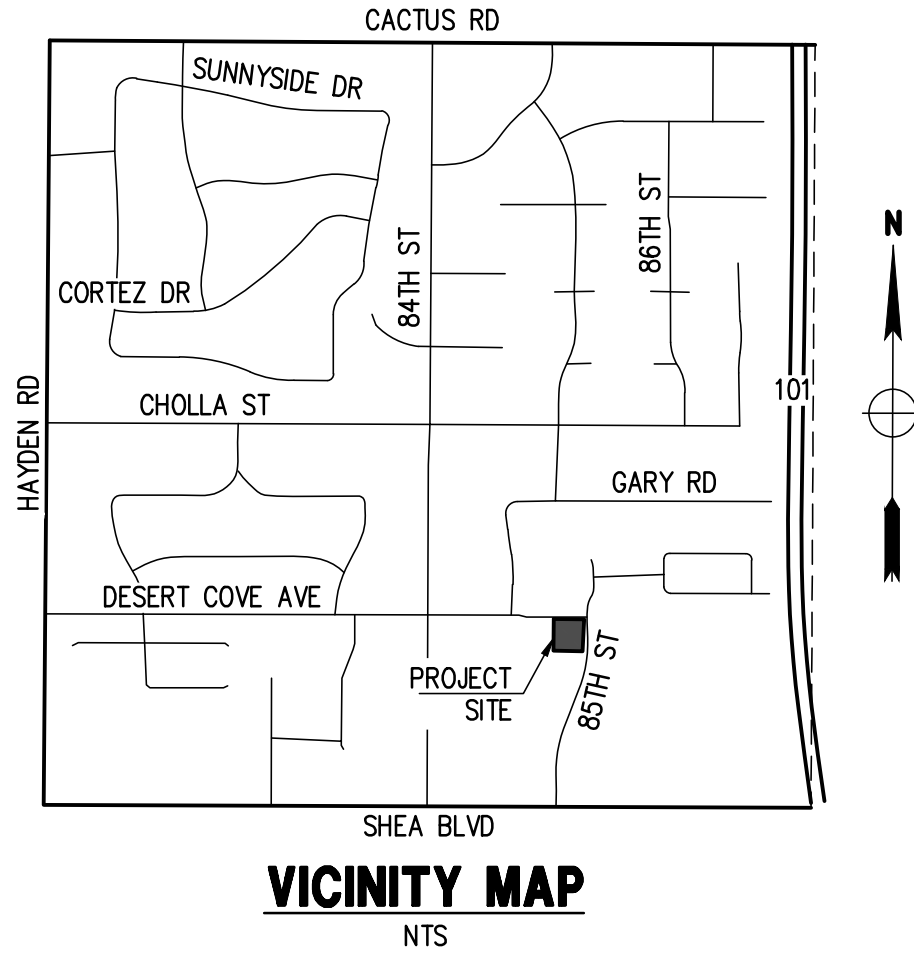 CACTUS RD
SUNNYSIDE DR
86TH ST
N
84TH ST
CORTEZ DR
HAYDEN RD
CHOLLA ST
101
GARY RD
DESERT COVE AVE
PROJECT
SITE
85TH ST
SHEA BLVD
VICINITY MAP
NTS